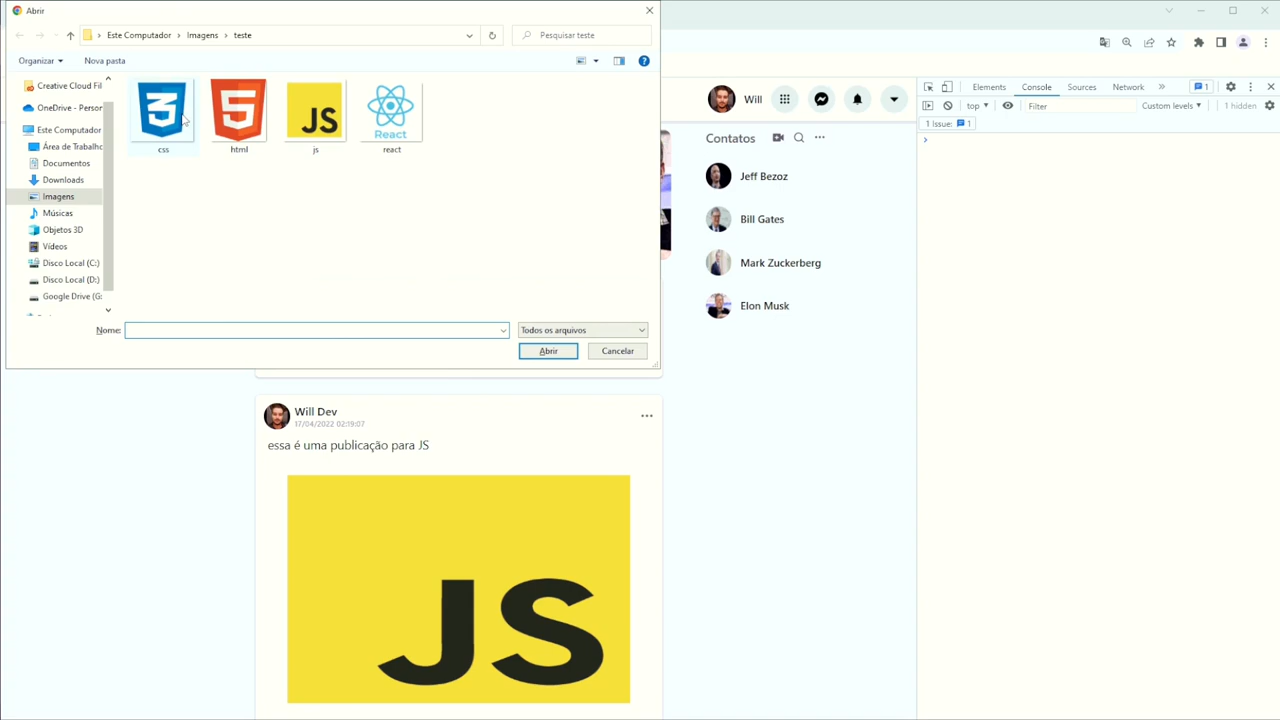 Abrir
Este Computador
Imagens
teste
Pesquisar teste
Organizar
Nova pasta
Creative Cloud Fil
OneDrive - Person
Este Computador
Área de Trabalho
Documentos
Downloads
Imagens
Músicas
Objetos 3D
Vídeos
Disco Local (C:)
Disco Local (D:)
Google Drive (G:
3
5
JS
React
css
html
js
react
Nome:
Todos os arquivos
Abrir
Cancelar
Will Dev
17/04/2022 02:19:07
essa é uma publicação para JS
JS
Will
Contatos
Jeff Bezoz
Bill Gates
Mark Zuckerberg
Elon Musk
Elements
Console
Sources
Network
1
top
Filter
Custom levels
1 hidden
1 Issue:
1